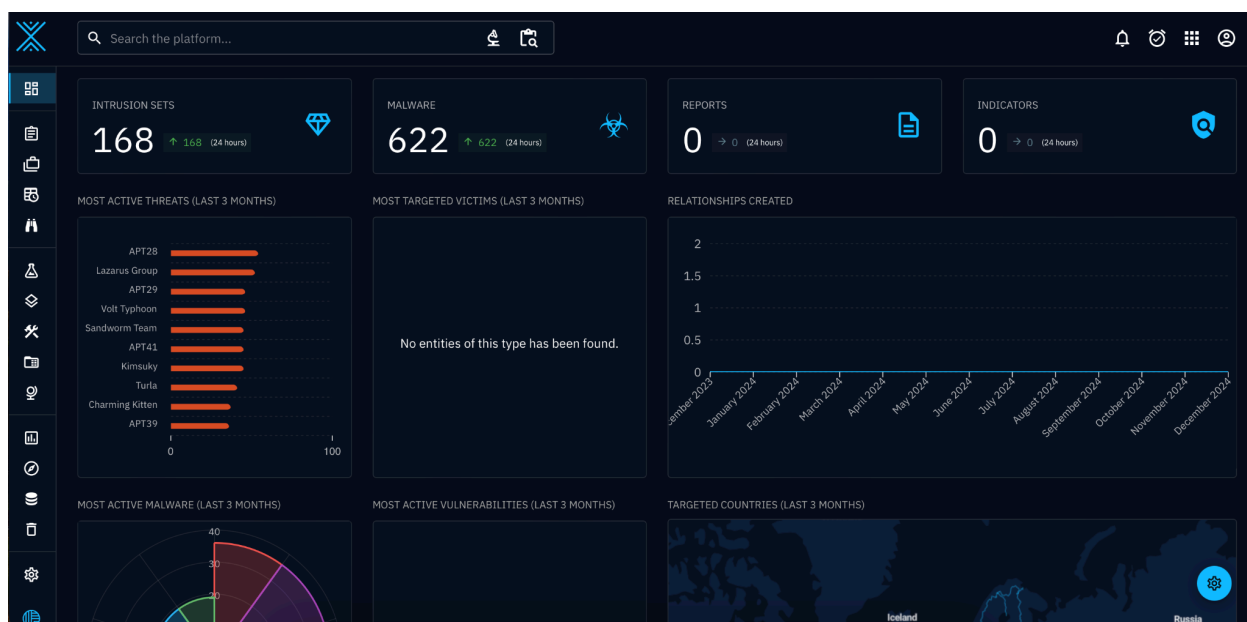 Search the platform...
INTRUSION SETS
168 ↑ 168 (24 hours)
MALWARE
622 ↑ 622 (24 hours)
REPORTS
0 → 0 (24 hours)
INDICATORS
0 → 0 (24 hours)
MOST ACTIVE THREATS (LAST 3 MONTHS)
APT28
Lazarus Group
APT29
Volt Typhoon
Sandworm Team
APT41
Kimsuky
Turla
Charming Kitten
APT39
0 100
MOST TARGETED VICTIMS (LAST 3 MONTHS)
No entities of this type has been found.
RELATIONSHIPS CREATED
2
1.5
1
0.5
0
ember 2023
January 2024
February 2024
March 2024
April 2024
May 2024
June 2024
July 2024
August 2024
September 2024
October 2024
November 2024
December 2024
MOST ACTIVE MALWARE (LAST 3 MONTHS)
40
30
20
MOST ACTIVE VULNERABILITIES (LAST 3 MONTHS)
TARGETED COUNTRIES (LAST 3 MONTHS)
Iceland
Russia